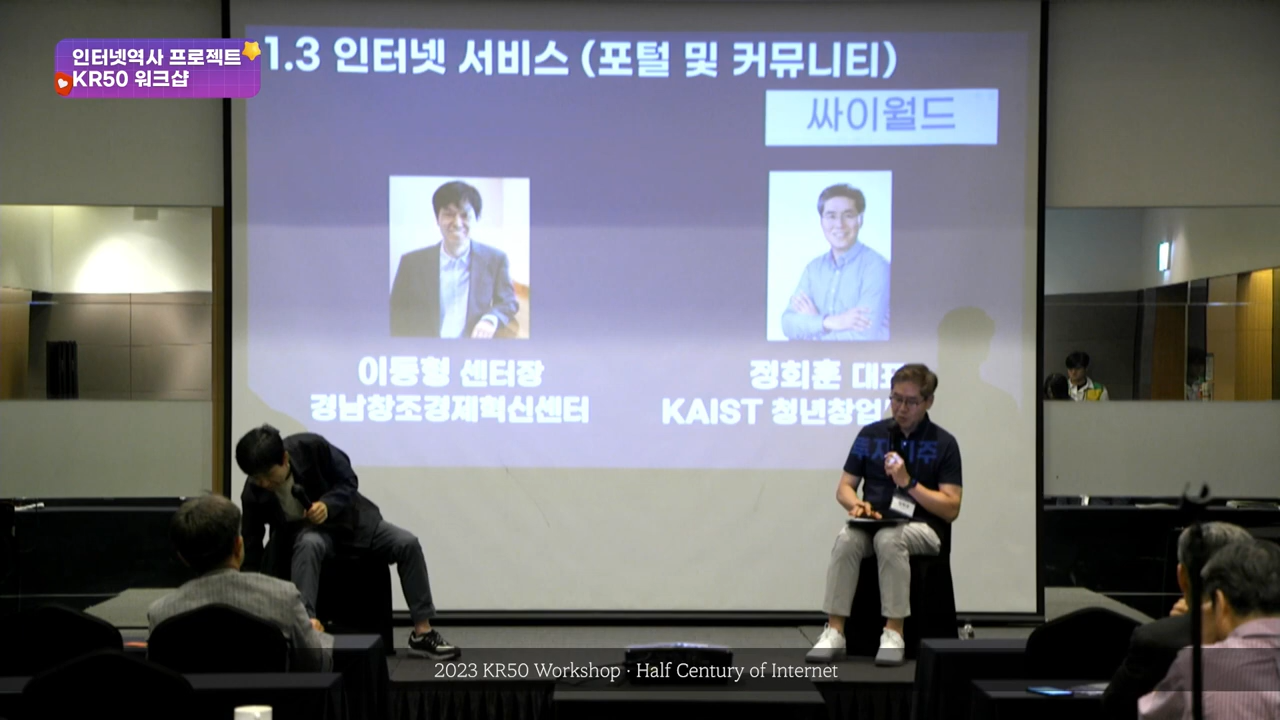 인터넷역사 프로젝트
KR50 워크샵
1.3 인터넷 서비스 (포털 및 커뮤니티)
싸이월드
이동형 센터장
경남창조경제혁신센터
정회훈 대표
KAIST 청년창업
2023 KR50 Workshop · Half Century of Internet